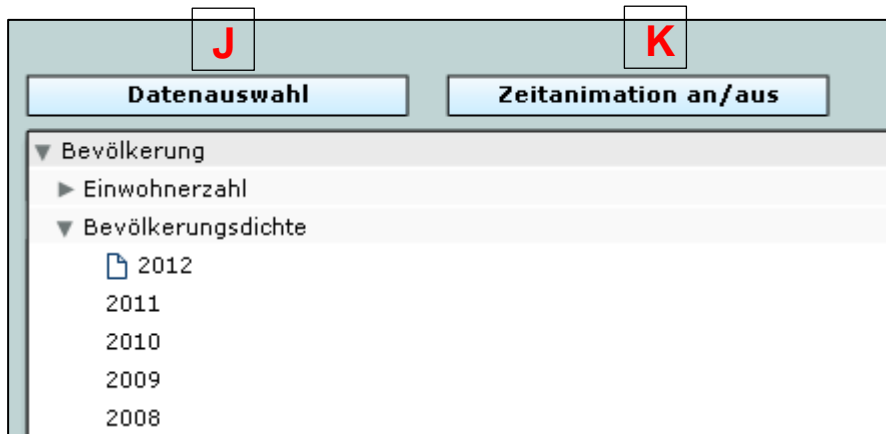 J K
Datenauswahl Zeitanimation an/aus
Bevölkerung
Einwohnerzahl
Bevölkerungsdichte
2012
2011
2010
2009
2008